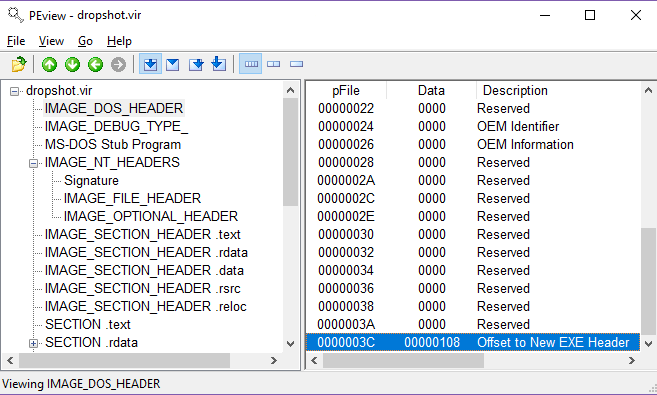 PEview - dropshot.vir
File View Go Help
dropshot.vir
IMAGE_DOS_HEADER
IMAGE_DEBUG_TYPE_
MS-DOS Stub Program
IMAGE_NT_HEADERS
Signature
IMAGE_FILE_HEADER
IMAGE_OPTIONAL_HEADER
IMAGE_SECTION_HEADER .text
IMAGE_SECTION_HEADER .rdata
IMAGE_SECTION_HEADER .data
IMAGE_SECTION_HEADER .rsrc
IMAGE_SECTION_HEADER .reloc
SECTION .text
SECTION .rdata
pFile Data Description
00000022 0000 Reserved
00000024 0000 OEM Identifier
00000026 0000 OEM Information
00000028 0000 Reserved
0000002A 0000 Reserved
0000002C 0000 Reserved
0000002E 0000 Reserved
00000030 0000 Reserved
00000032 0000 Reserved
00000034 0000 Reserved
00000036 0000 Reserved
00000038 0000 Reserved
0000003A 0000 Reserved
0000003C 00000108 Offset to New EXE Header
Viewing IMAGE_DOS_HEADER